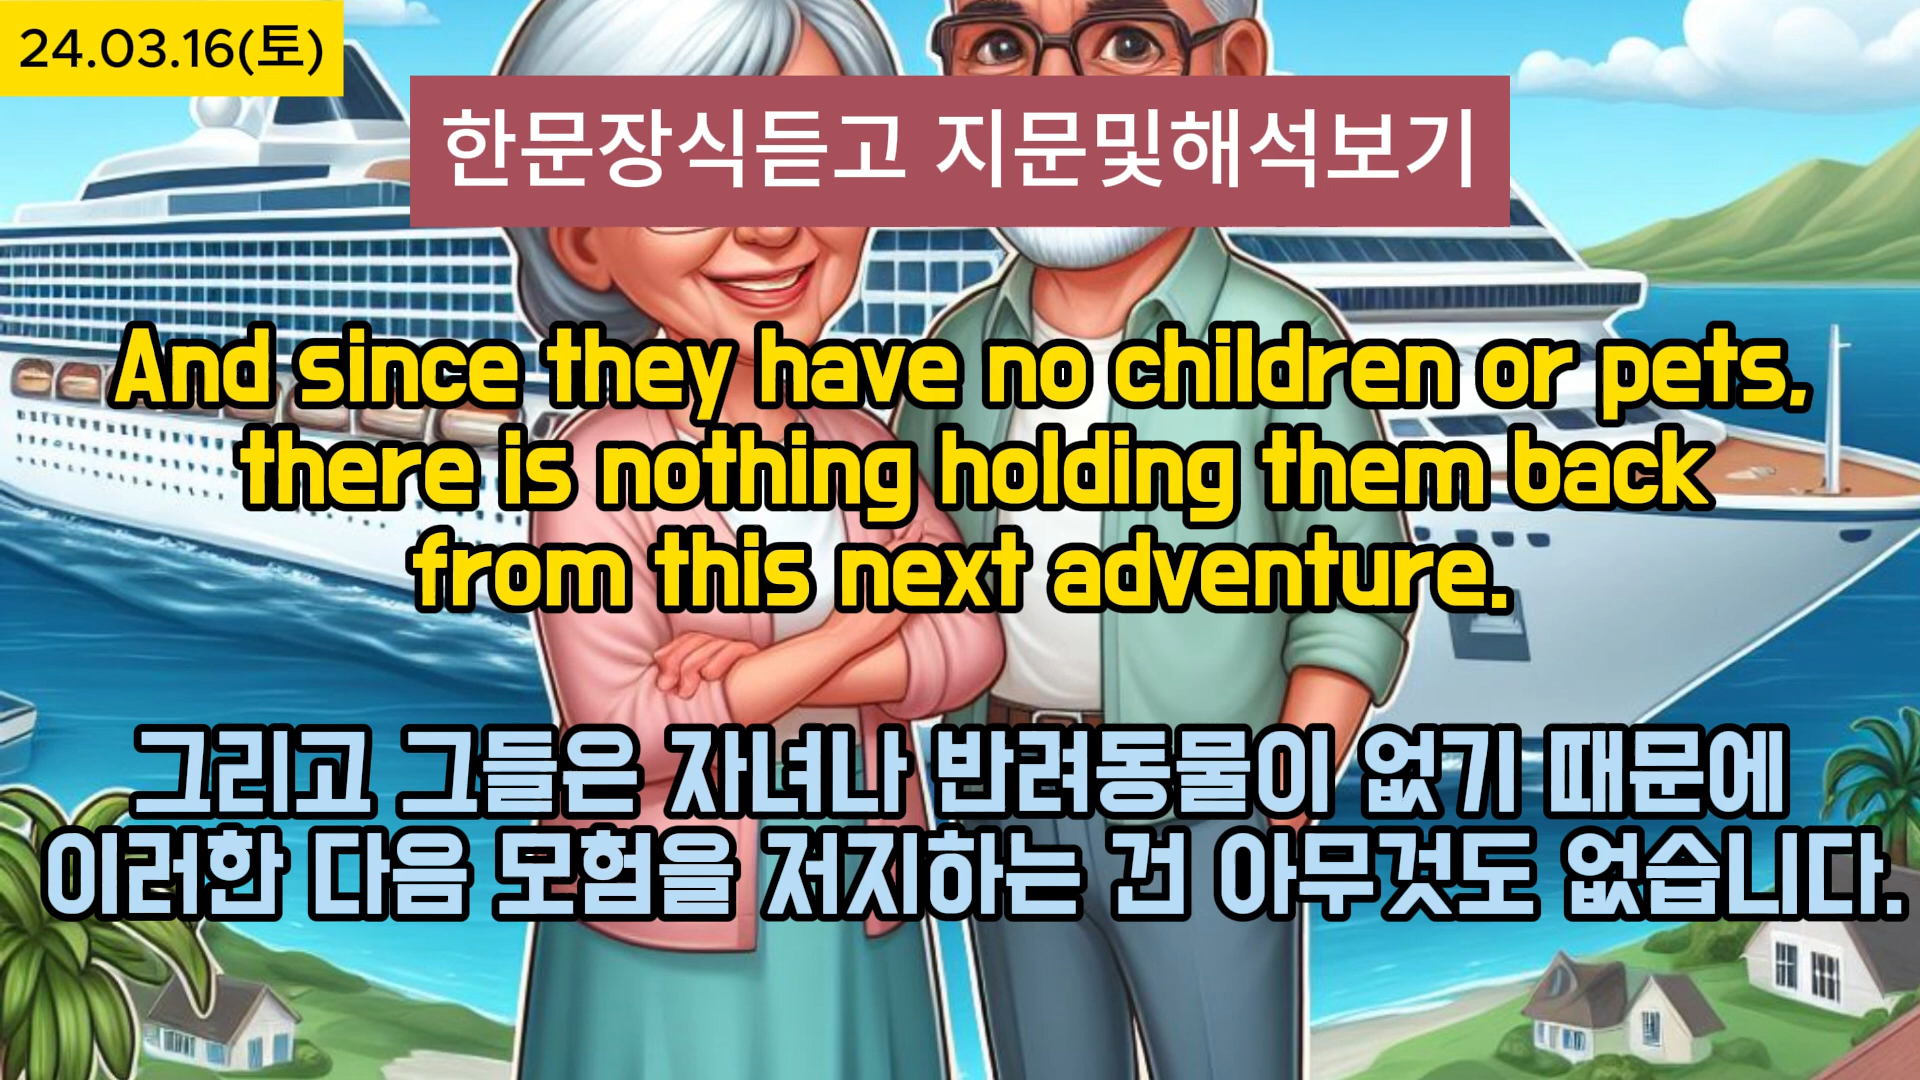 24.03.16(토)
한문장식듣고 지문및해석보기
And since they have no children or pets,
there is nothing holding them back
from this next adventure.
그리고 그들은 자녀나 반려동물이 없기 때문에
이러한 다음 모험을 저지하는 건 아무것도 없습니다.